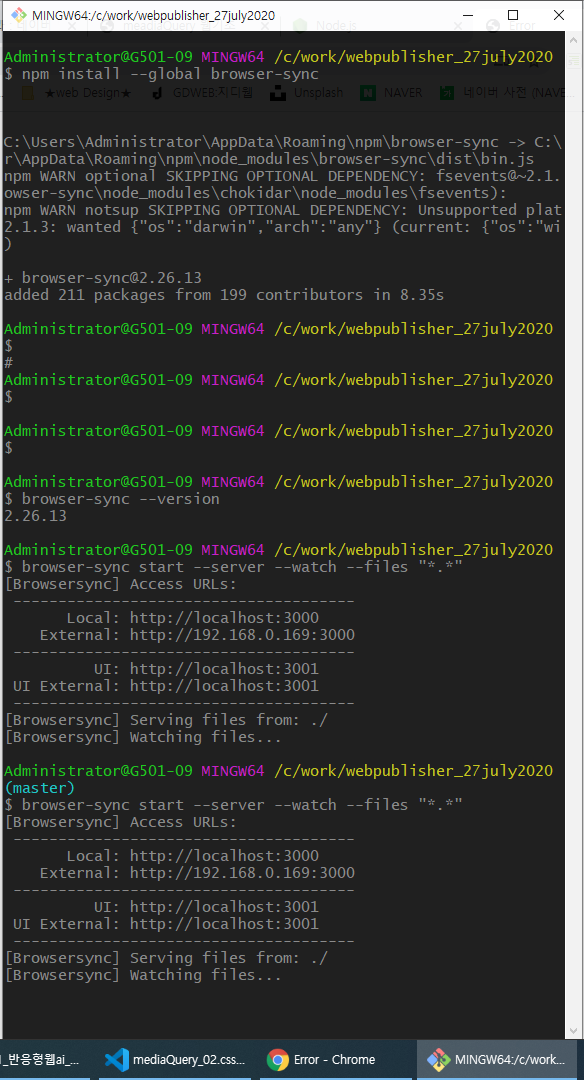 MINGW64:/c/work/webpublisher_27july2020
Node.js
Error
Administrator@G501-09 MINGW64 /c/work/webpublisher_27july2020
$ npm install --global browser-sync
★web Design★ GDWEB.지디웹 Unsplash NAVER 네이버 사전 (NAVE...
C:\Users\Administrator\AppData\Roaming\npm\browser-sync -> C:\
r\AppData\Roaming\npm\node_modules\browser-sync\dist\bin.js
npm WARN optional SKIPPING OPTIONAL DEPENDENCY: fsevents@~2.1.
owser-sync\node_modules\chokidar\node_modules\fsevents):
npm WARN notsup SKIPPING OPTIONAL DEPENDENCY: Unsupported plat
2.1.3: wanted {"os":"darwin","arch":"any"} (current: {"os":"wi
)
+ browser-sync@2.26.13
added 211 packages from 199 contributors in 8.35s
Administrator@G501-09 MINGW64 /c/work/webpublisher_27july2020
$
#
Administrator@G501-09 MINGW64 /c/work/webpublisher_27july2020
$
Administrator@G501-09 MINGW64 /c/work/webpublisher_27july2020
$
Administrator@G501-09 MINGW64 /c/work/webpublisher_27july2020
$ browser-sync --version
2.26.13
Administrator@G501-09 MINGW64 /c/work/webpublisher_27july2020
$ browser-sync start --server --watch --files "*.*"
[Browsersync] Access URLs:
--------------------------------------
Local: http://localhost:3000
External: http://192.168.0.169:3000
--------------------------------------
UI: http://localhost:3001
UI External: http://localhost:3001
--------------------------------------
[Browsersync] Serving files from: ./
[Browsersync] Watching files...
Administrator@G501-09 MINGW64 /c/work/webpublisher_27july2020
(master)
$ browser-sync start --server --watch --files "*.*"
[Browsersync] Access URLs:
--------------------------------------
Local: http://localhost:3000
External: http://192.168.0.169:3000
--------------------------------------
UI: http://localhost:3001
UI External: http://localhost:3001
--------------------------------------
[Browsersync] Serving files from: ./
[Browsersync] Watching files...
_반응형웹ai_... mediaQuery_02.css... Error - Chrome MINGW64:/c/work...